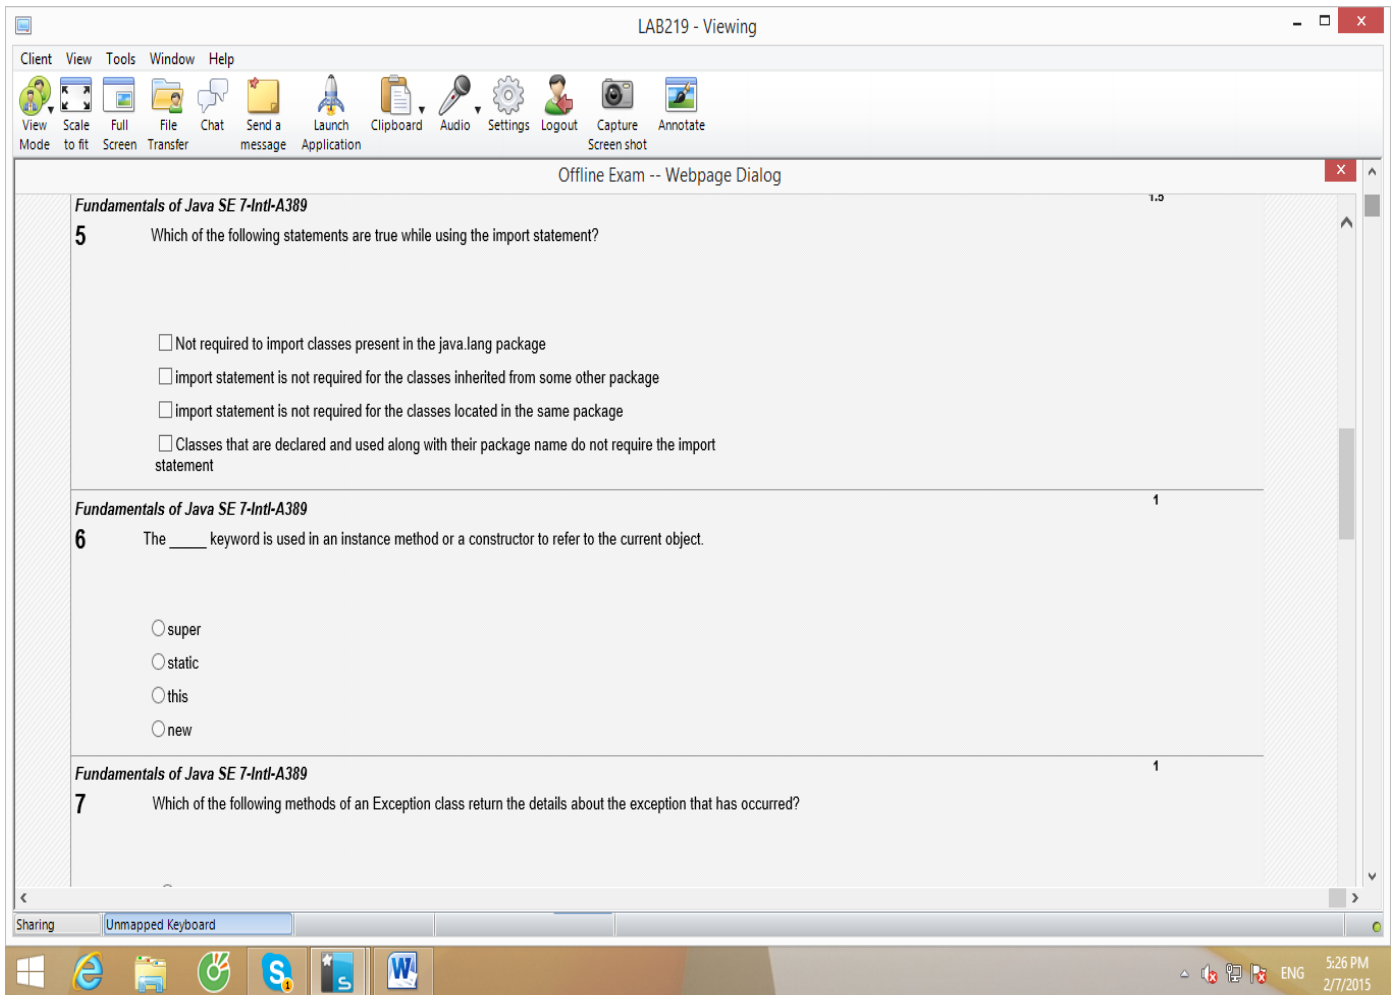 LAB219 - Viewing
Client View Tools Window Help
View Mode
Scale to fit
Full Screen
File Transfer
Chat
Send a message
Launch Application
Clipboard
Audio
Settings
Logout
Capture Screen shot
Annotate
Offline Exam -- Webpage Dialog
Fundamentals of Java SE 7-Intl-A389 1.5
5 Which of the following statements are true while using the import statement?
Not required to import classes present in the java.lang package
import statement is not required for the classes inherited from some other package
import statement is not required for the classes located in the same package
Classes that are declared and used along with their package name do not require the import
statement
Fundamentals of Java SE 7-Intl-A389 1
6 The _____ keyword is used in an instance method or a constructor to refer to the current object.
super
static
this
new
Fundamentals of Java SE 7-Intl-A389 1
7 Which of the following methods of an Exception class return the details about the exception that has occurred?
Sharing Unmapped Keyboard
ENG 5:26 PM
2/7/2015